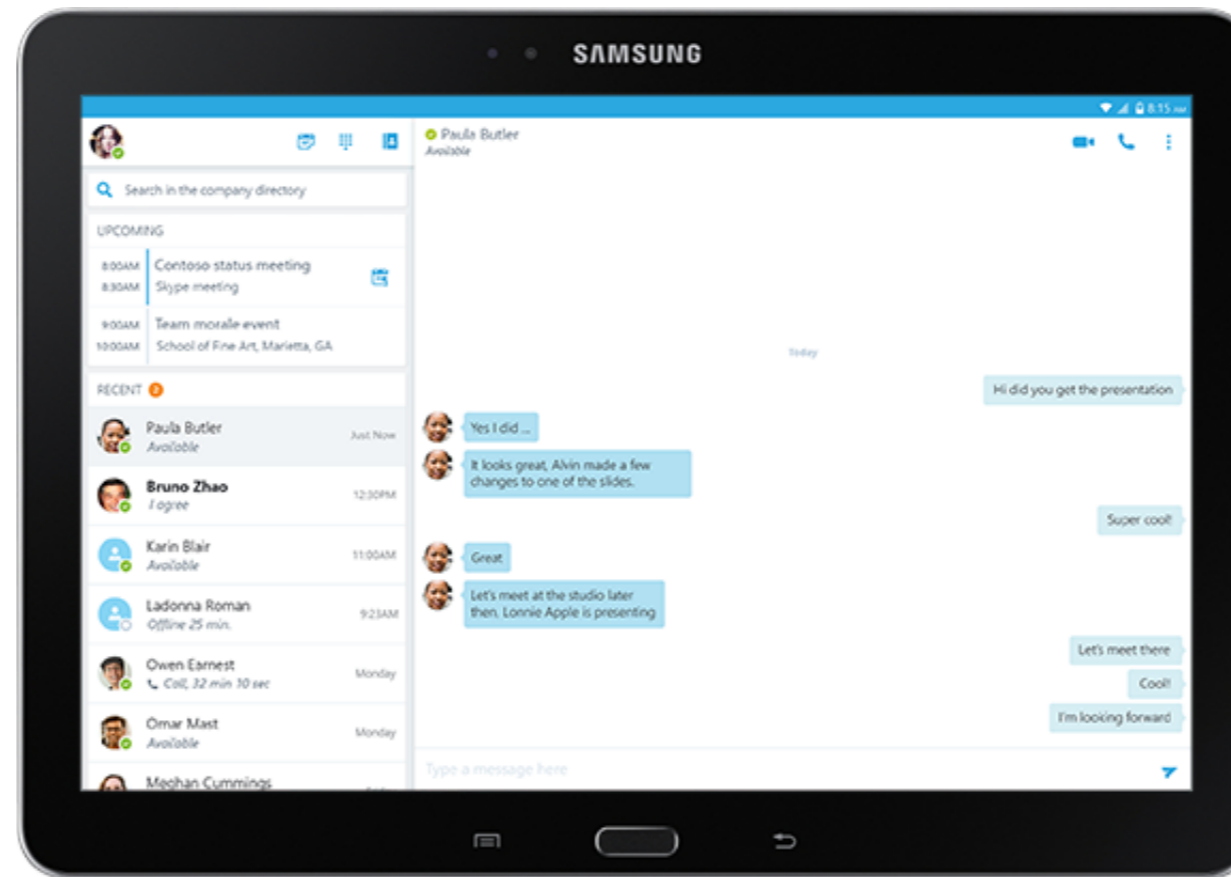 SAMSUNG
8:15 AM
Paula Butler
Available
Search in the company directory
UPCOMING
8:00AM Contoso status meeting
8:30AM Skype meeting
9:00AM Team morale event
10:00AM School of Fine Art, Marietta, GA
RECENT 2
Paula Butler
Available
Just Now
Bruno Zhao
I agree
12:30PM
Karin Blair
Available
11:00AM
Ladonna Roman
Offline 25 min.
9:23AM
Owen Earnest
Call, 32 min 10 sec
Monday
Omar Mast
Available
Monday
Meghan Cummings
Today
Hi did you get the presentation
Yes I did ...
It looks great, Alvin made a few
changes to one of the slides.
Super cool!
Great
Let's meet at the studio later
then. Lonnie Apple is presenting
Let's meet there
Cool!
I'm looking forward
Type a message here